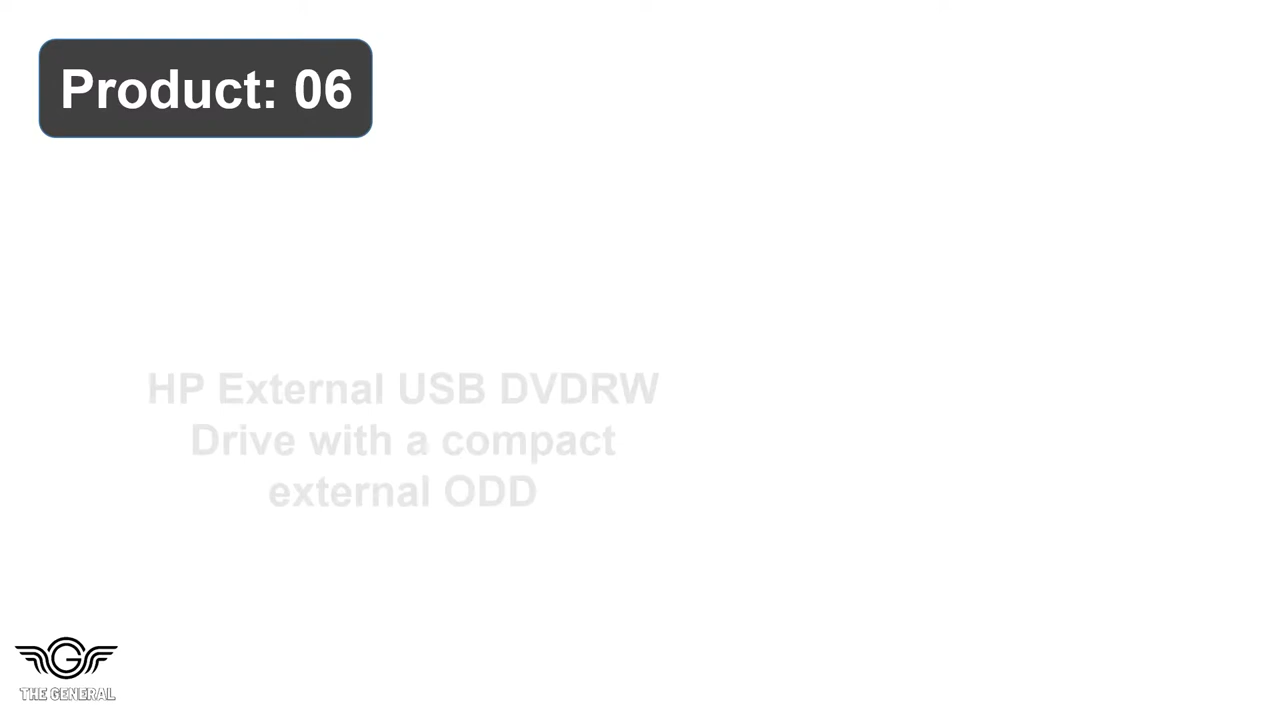 Product: 06
HP External USB DVDRW
Drive with a compact
external ODD
G
THE GENERAL